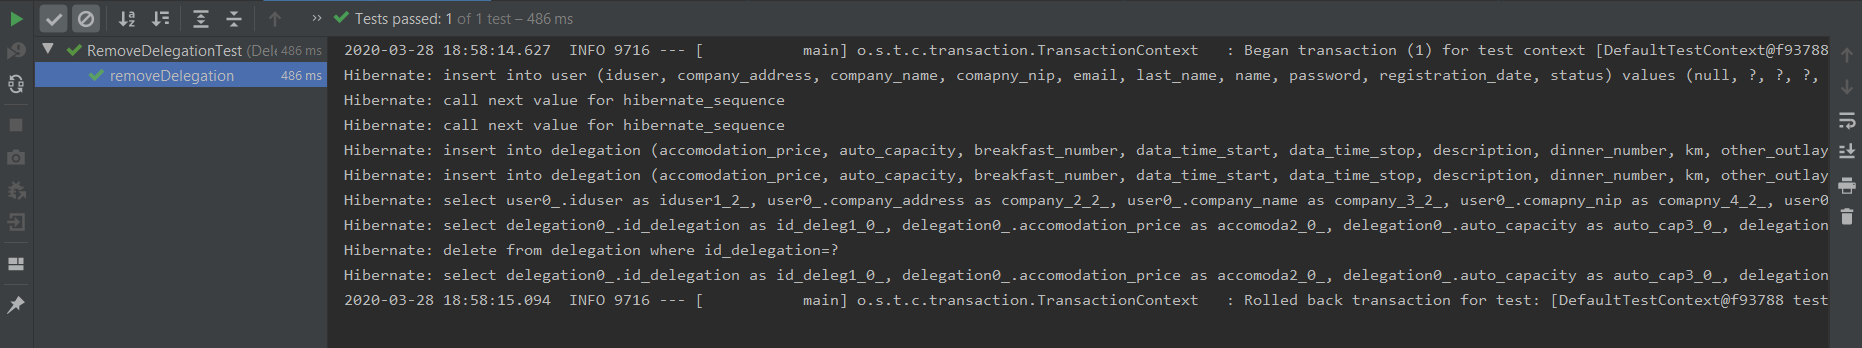 Tests passed: 1 of 1 test – 486 ms
RemoveDelegationTest (Dele 486 ms
removeDelegation 486 ms
2020-03-28 18:58:14.627  INFO 9716 --- [           main] o.s.t.c.transaction.TransactionContext   : Began transaction (1) for test context [DefaultTestContext@f93788
Hibernate: insert into user (iduser, company_address, company_name, comapny_nip, email, last_name, name, password, registration_date, status) values (null, ?, ?, ?,
Hibernate: call next value for hibernate_sequence
Hibernate: call next value for hibernate_sequence
Hibernate: insert into delegation (accomodation_price, auto_capacity, breakfast_number, data_time_start, data_time_stop, description, dinner_number, km, other_outlay
Hibernate: insert into delegation (accomodation_price, auto_capacity, breakfast_number, data_time_start, data_time_stop, description, dinner_number, km, other_outlay
Hibernate: select user0_.iduser as iduser1_2_, user0_.company_address as company_2_2_, user0_.company_name as company_3_2_, user0_.comapny_nip as comapny_4_2_, user0
Hibernate: select delegation0_.id_delegation as id_deleg1_0_, delegation0_.accomodation_price as accomoda2_0_, delegation0_.auto_capacity as auto_cap3_0_, delegation
Hibernate: delete from delegation where id_delegation=?
Hibernate: select delegation0_.id_delegation as id_deleg1_0_, delegation0_.accomodation_price as accomoda2_0_, delegation0_.auto_capacity as auto_cap3_0_, delegation
2020-03-28 18:58:15.094  INFO 9716 --- [           main] o.s.t.c.transaction.TransactionContext   : Rolled back transaction for test: [DefaultTestContext@f93788 test